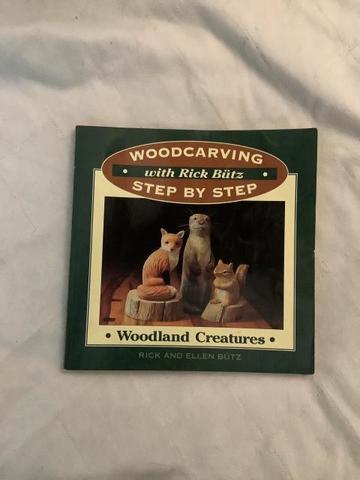 WOODCARVING
• with Rick Bütz •
STEP BY STEP
• Woodland Creatures •
RICK AND ELLEN BÜTZ